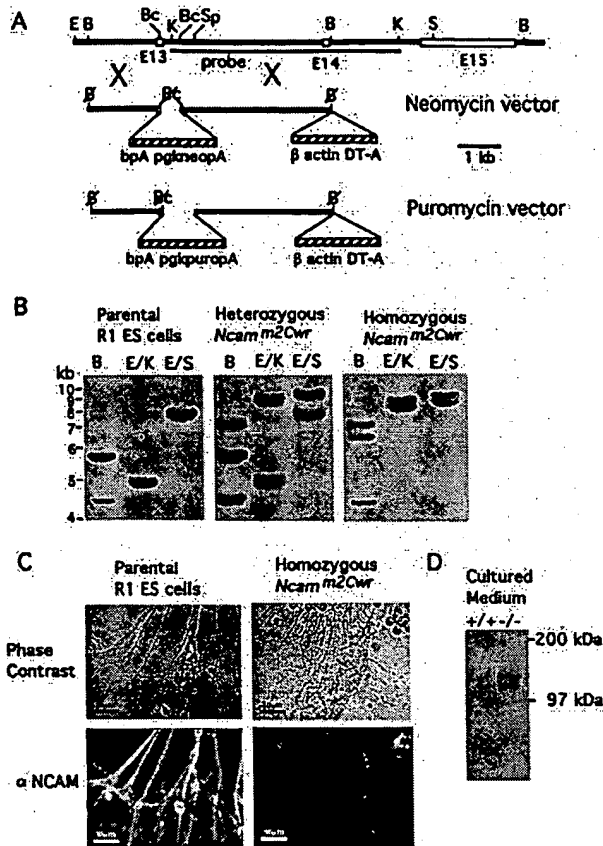 A
E B Bc K BcSp B K S B
E13 probe E14 E15
B Bc B Neomycin vector
bpA pgkneopA β actin DT-A 1 kb
B Bc B Puromycin vector
bpA pgkpuropA β actin DT-A
B
Parental R1 ES cells
Heterozygous Ncam m2Cwr
Homozygous Ncam m2Cwr
kb B E/K E/S B E/K E/S B E/K E/S
10
9
8
7
6
5
4
C
Parental R1 ES cells
Homozygous Ncam m2Cwr
Phase Contrast
α NCAM
D
Cultured Medium
+/+ -/-
200 kDa
97 kDa